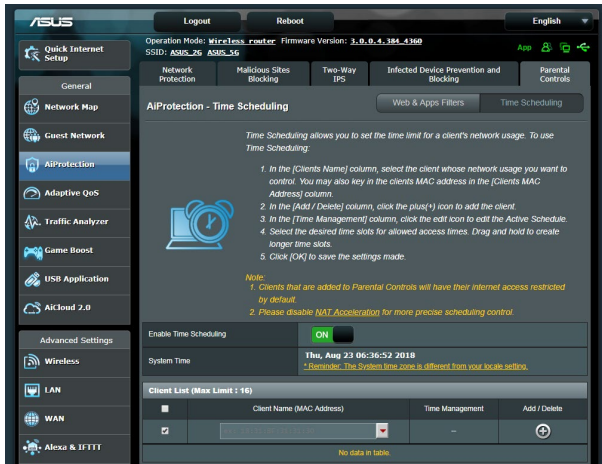 ASUS
Logout
Reboot
English
Quick Internet
Setup
Operation Mode: Wireless router Firmware Version: 3.0.0.4.384_4360
SSID: ASUS_2G ASUS_5G
App
General
Network Map
Guest Network
AiProtection
Adaptive QoS
Traffic Analyzer
Game Boost
USB Application
AiCloud 2.0
Advanced Settings
Wireless
LAN
WAN
Alexa & IFTTT
Network
Protection
Malicious Sites
Blocking
Two-Way
IPS
Infected Device Prevention and
Blocking
Parental
Controls
AiProtection - Time Scheduling
Web & Apps Filters
Time Scheduling
Time Scheduling allows you to set the time limit for a client's network usage. To use
Time Scheduling:
1. In the [Clients Name] column, select the client whose network usage you want to
control. You may also key in the clients MAC address in the [Clients MAC
Address] column.
2. In the [Add / Delete] column, click the plus(+) icon to add the client.
3. In the [Time Management] column, click the edit icon to edit the Active Schedule.
4. Select the desired time slots for allowed access times. Drag and hold to create
longer time slots.
5. Click [OK] to save the settings made.
Note:
1. Clients that are added to Parental Controls will have their internet access restricted
by default.
2. Please disable NAT Acceleration for more precise scheduling control.
Enable Time Scheduling
ON
System Time
Thu, Aug 23 06:36:52 2018
* Reminder: The System time zone is different from your locale setting.
Client List (Max Limit : 16)
Client Name (MAC Address)
Time Management
Add / Delete
–
No data in table.